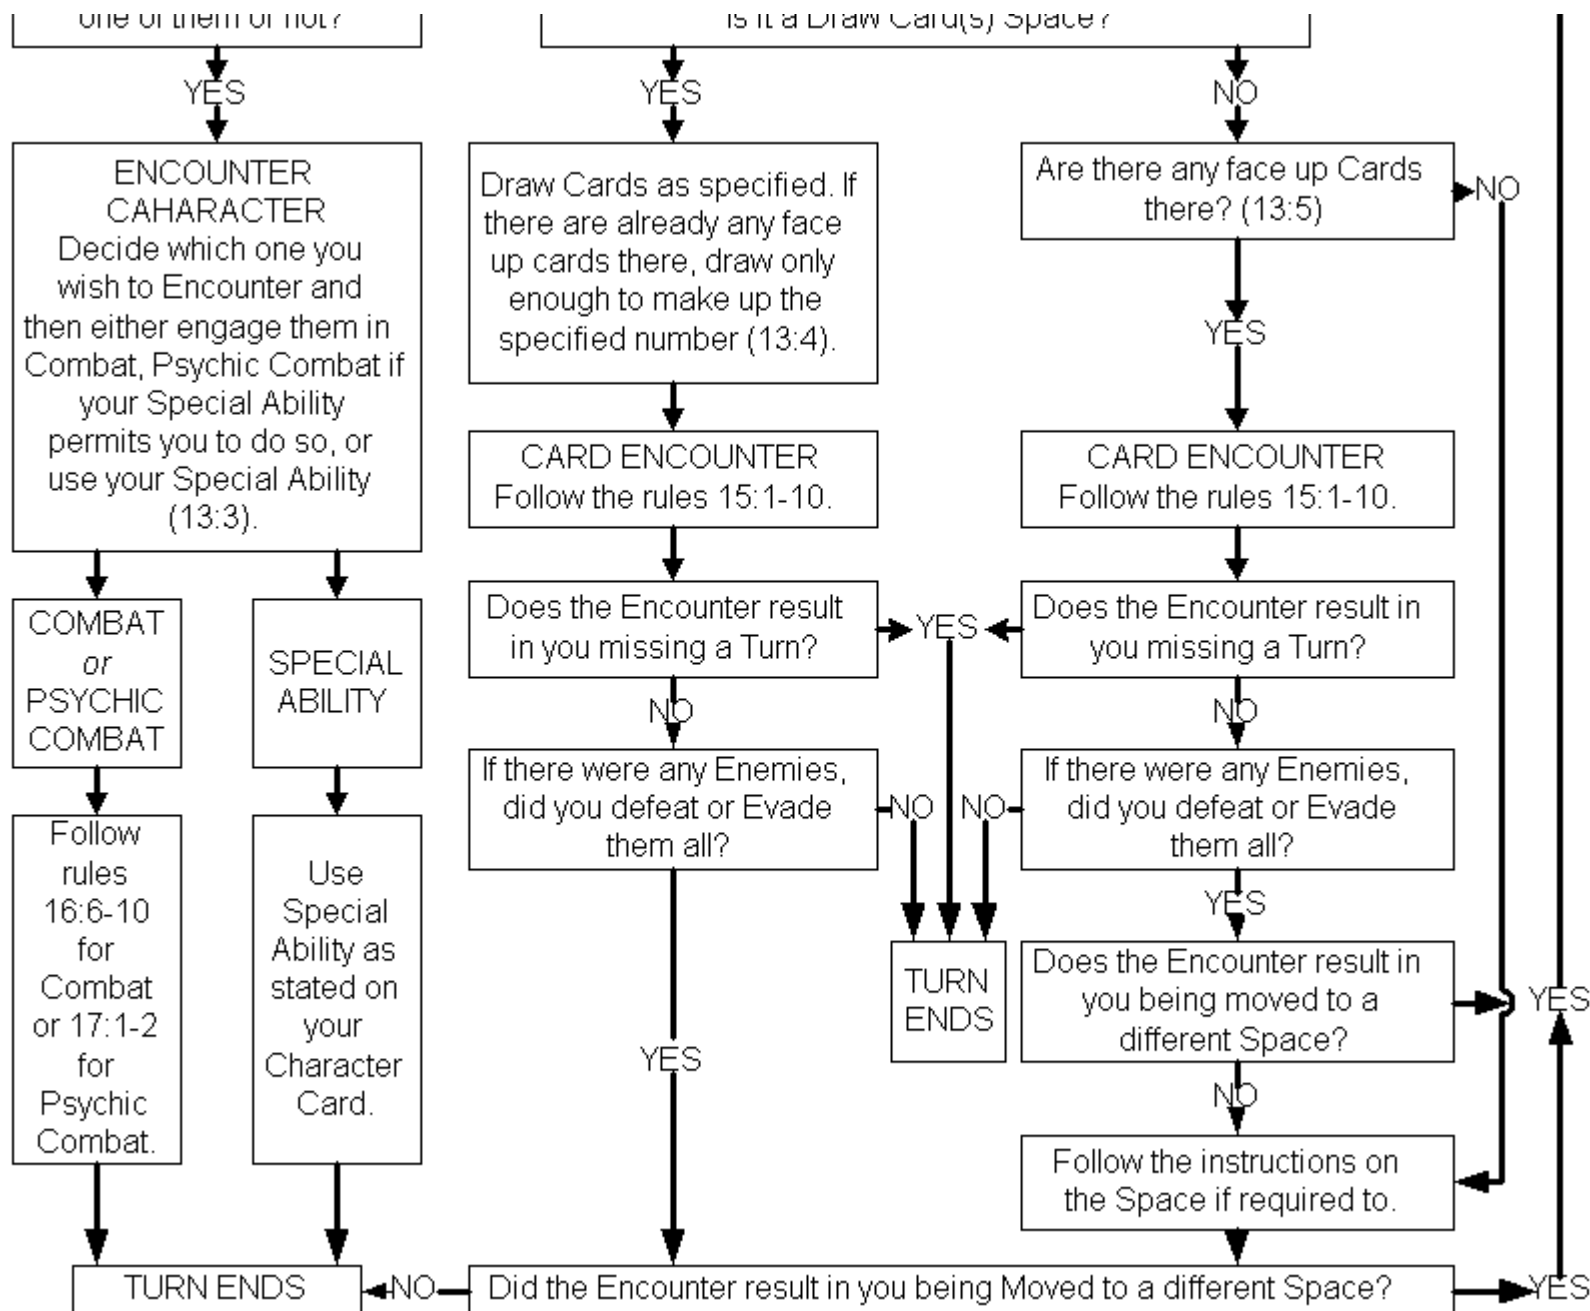 one of them or not?
YES
ENCOUNTER
CAHARACTER
Decide which one you
wish to Encounter and
then either engage them in
Combat, Psychic Combat if
your Special Ability
permits you to do so, or
use your Special Ability
(13:3).
COMBAT
or
PSYCHIC
COMBAT
SPECIAL
ABILITY
Follow
rules
16:6-10
for
Combat
or 17:1-2
for
Psychic
Combat.
Use
Special
Ability as
stated on
your
Character
Card.
TURN ENDS
is it a Draw Card(s) Space?
YES
Draw Cards as specified. If
there are already any face
up cards there, draw only
enough to make up the
specified number (13:4).
CARD ENCOUNTER
Follow the rules 15:1-10.
Does the Encounter result
in you missing a Turn?
YES
NO
If there were any Enemies,
did you defeat or Evade
them all?
NO
YES
TURN
ENDS
NO
Are there any face up Cards
there? (13:5)
NO
YES
CARD ENCOUNTER
Follow the rules 15:1-10.
Does the Encounter result in
you missing a Turn?
NO
If there were any Enemies,
did you defeat or Evade
them all?
NO
YES
Does the Encounter result in
you being moved to a
different Space?
YES
NO
Follow the instructions on
the Space if required to.
Did the Encounter result in you being Moved to a different Space?
NO
YES